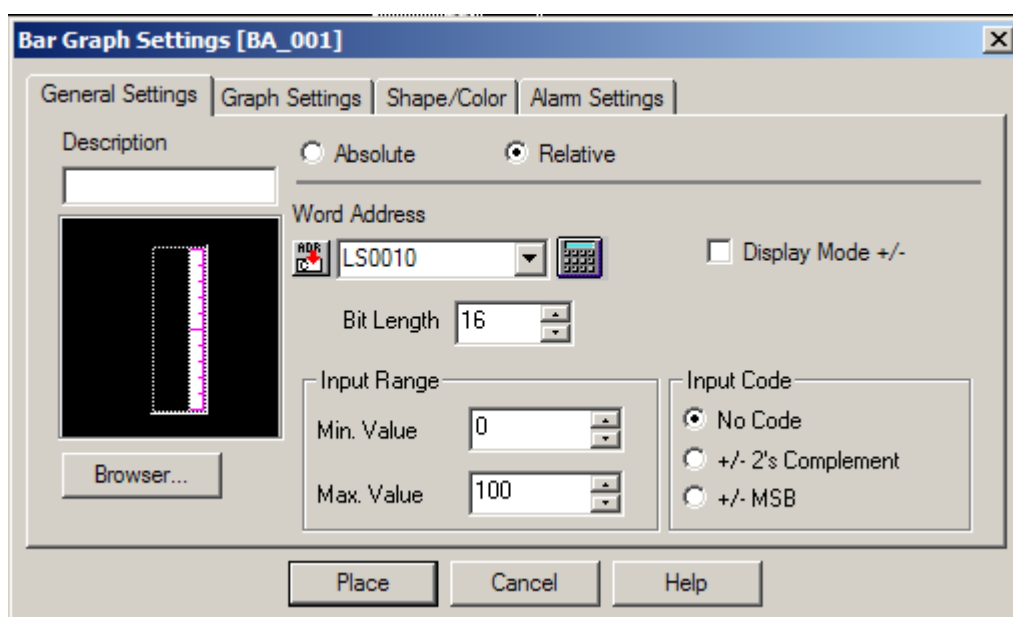 Bar Graph Settings [BA_001]
General Settings Graph Settings Shape/Color Alarm Settings
Description
Absolute Relative
Word Address
ADR
LS0010
Display Mode +/-
Bit Length 16
Input Range
Min. Value 0
Max. Value 100
Input Code
No Code
+/- 2's Complement
+/- MSB
Browser...
Place Cancel Help